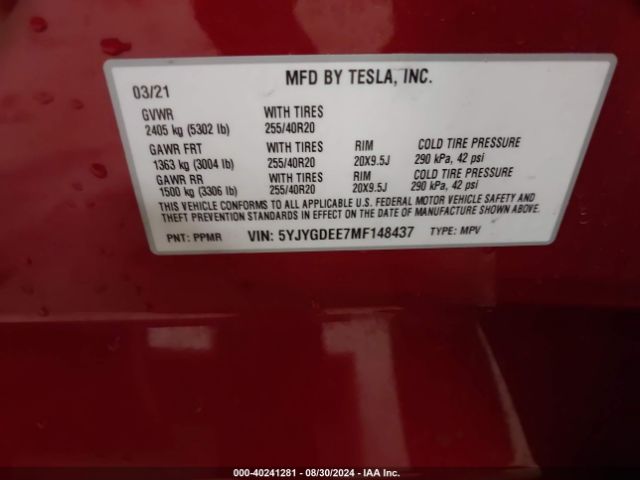 MFD BY TESLA, INC.
03/21
GVWR WITH TIRES
2405 kg (5302 lb) 255/40R20
GAWR FRT WITH TIRES RIM COLD TIRE PRESSURE
1363 kg (3004 lb) 255/40R20 20X9.5J 290 kPa, 42 psi
GAWR RR WITH TIRES RIM COLD TIRE PRESSURE
1500 kg (3306 lb) 255/40R20 20X9.5J 290 kPa, 42 psi
THIS VEHICLE CONFORMS TO ALL APPLICABLE U.S. FEDERAL MOTOR VEHICLE SAFETY AND
THEFT PREVENTION STANDARDS IN EFFECT ON THE DATE OF MANUFACTURE SHOWN ABOVE.
PNT: PPMR VIN: 5YJYGDEE7MF148437 TYPE: MPV
000-40241281 - 08/30/2024 - IAA Inc.